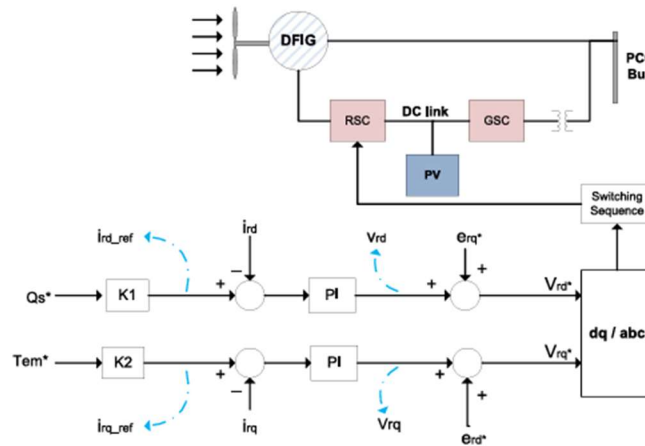 DFIG
PC
Bu
RSC
DC link
GSC
PV
Switching
Sequence
ird_ref
ird
vrd
erq*
Qs*
K1
+
−
PI
+
+
Vrd*
dq / abc
Tem*
K2
+
−
PI
+
+
Vrq*
irq_ref
irq
Vrq
erd*